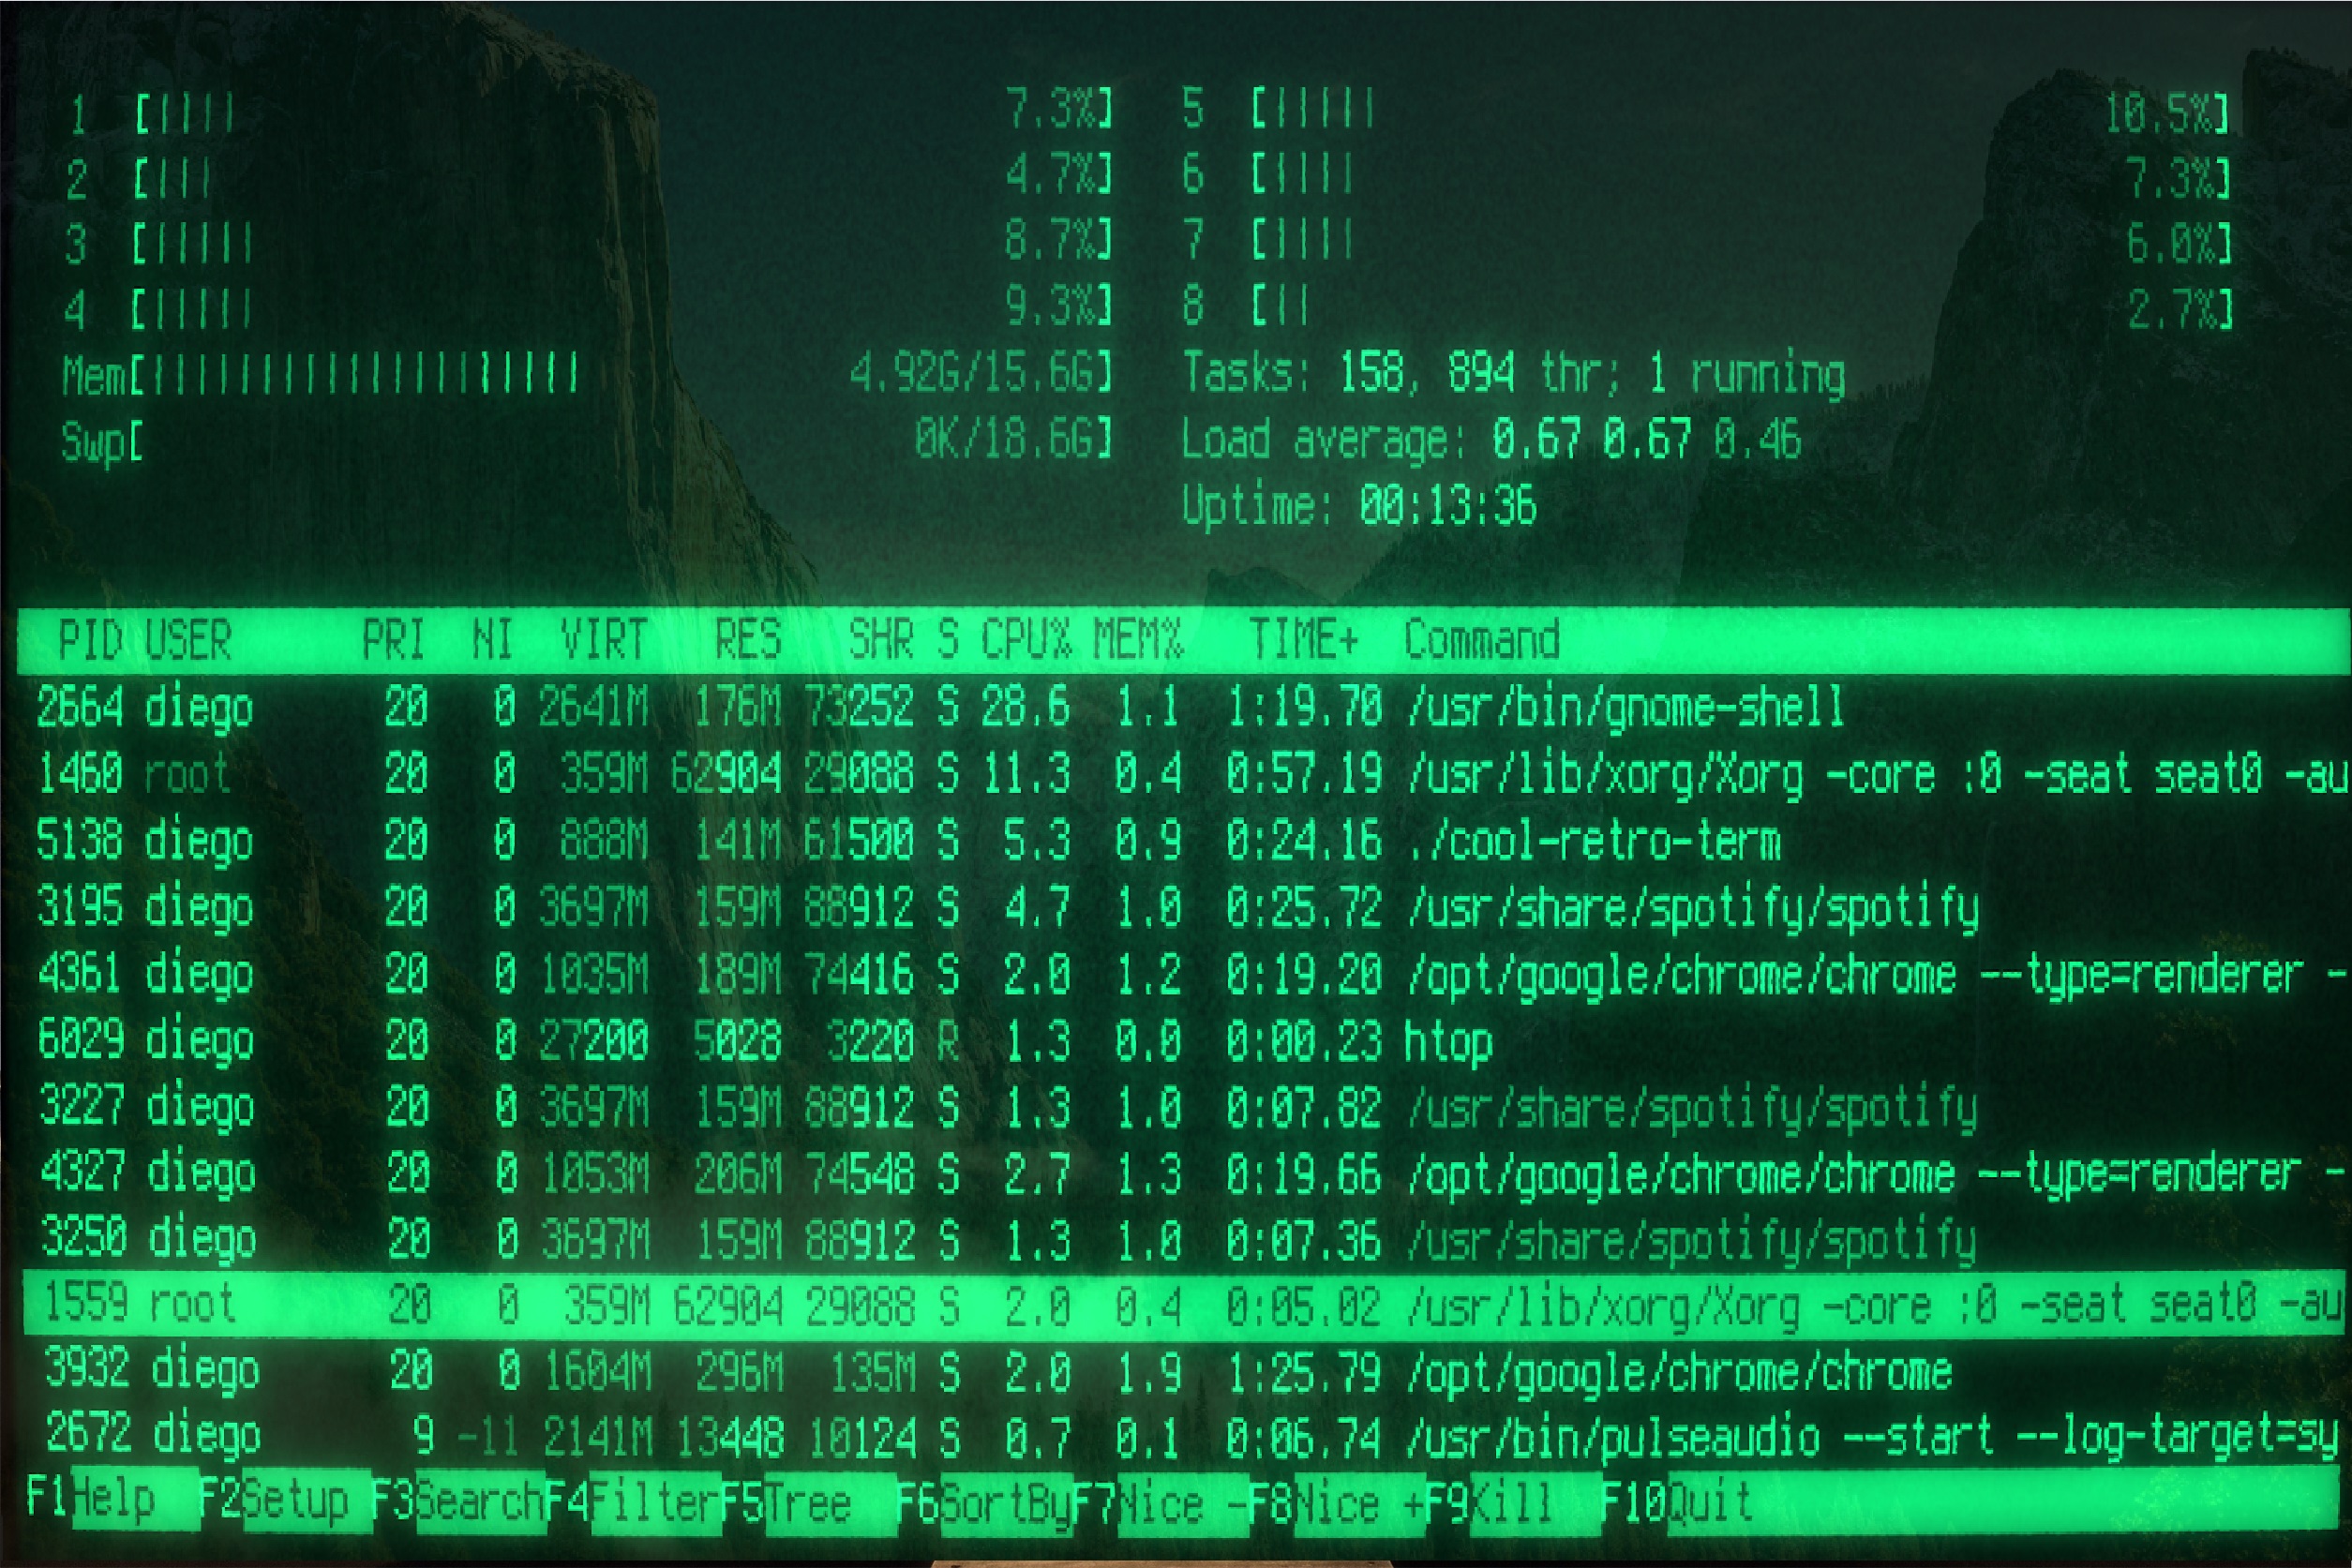 1 [|||| 7.3%] 5 [||||| 10.5%]
2 [||| 4.7%] 6 [|||| 7.3%]
3 [||||| 8.7%] 7 [|||| 6.0%]
4 [||||| 9.3%] 8 [|| 2.7%]
Mem[|||||||||||||||||||| 4.92G/15.6G] Tasks: 158, 894 thr; 1 running
Swp[ 0K/18.6G] Load average: 0.67 0.67 0.46
Uptime: 00:13:36
PID USER PRI NI VIRT RES SHR S CPU% MEM% TIME+ Command
2664 diego 20 0 2641M 176M 73252 S 28.6 1.1 1:19.70 /usr/bin/gnome-shell
1460 root 20 0 359M 62904 29088 S 11.3 0.4 0:57.19 /usr/lib/xorg/Xorg -core :0 -seat seat0 -au
5138 diego 20 0 888M 141M 61500 S 5.3 0.9 0:24.16 ./cool-retro-term
3195 diego 20 0 3697M 159M 88912 S 4.7 1.0 0:25.72 /usr/share/spotify/spotify
4361 diego 20 0 1035M 189M 74416 S 2.0 1.2 0:19.20 /opt/google/chrome/chrome --type=renderer -
6029 diego 20 0 27200 5028 3220 R 1.3 0.0 0:00.23 htop
3227 diego 20 0 3697M 159M 88912 S 1.3 1.0 0:07.82 /usr/share/spotify/spotify
4327 diego 20 0 1053M 206M 74548 S 2.7 1.3 0:19.66 /opt/google/chrome/chrome --type=renderer -
3250 diego 20 0 3697M 159M 88912 S 1.3 1.0 0:07.36 /usr/share/spotify/spotify
1559 root 20 0 359M 62904 29088 S 2.0 0.4 0:05.02 /usr/lib/xorg/Xorg -core :0 -seat seat0 -au
3932 diego 20 0 1604M 296M 135M S 2.0 1.9 1:25.79 /opt/google/chrome/chrome
2672 diego 9 -11 2141M 13448 10124 S 0.7 0.1 0:06.74 /usr/bin/pulseaudio --start --log-target=sy
F1Help F2Setup F3SearchF4FilterF5Tree F6SortByF7Nice -F8Nice +F9Kill F10Quit